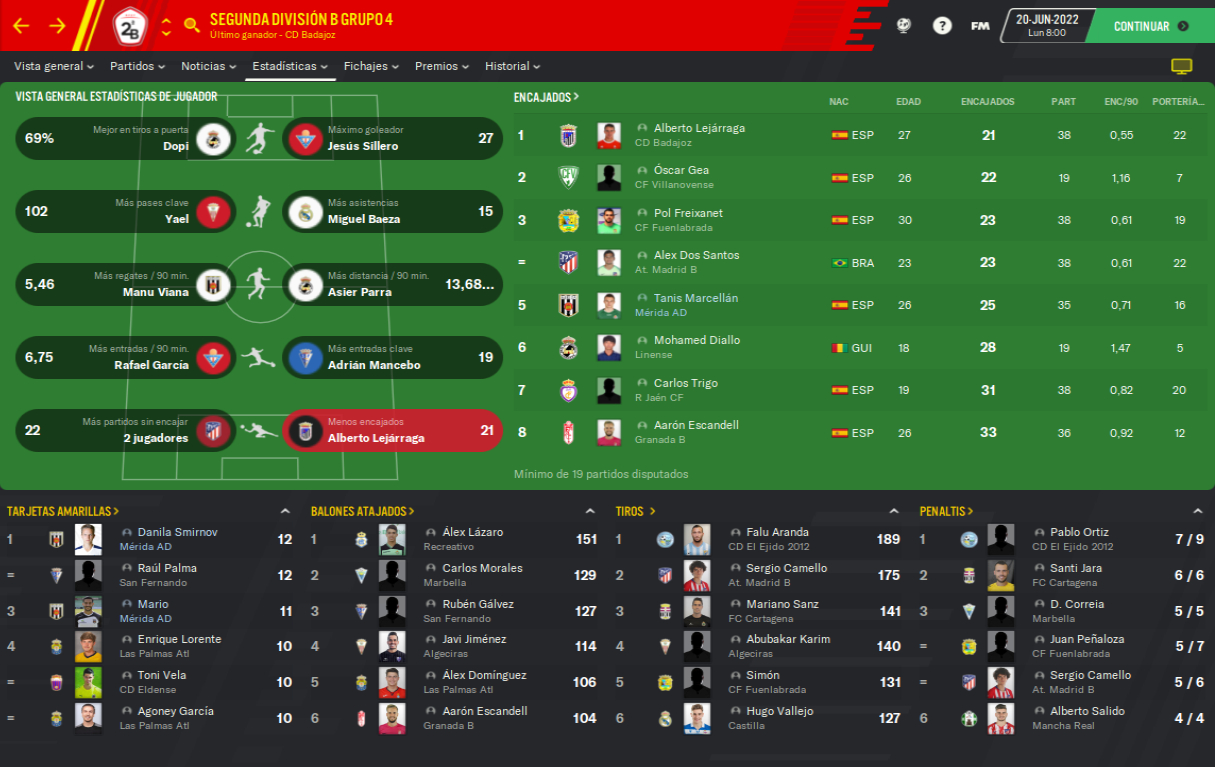 SEGUNDA DIVISIÓN B GRUPO 4
Último ganador - CD Badajoz
2ªB
?
FM
20-JUN-2022
Lun 8:00
CONTINUAR
Vista general
Partidos
Noticias
Estadísticas
Fichajes
Premios
Historial
VISTA GENERAL ESTADÍSTICAS DE JUGADOR
69%
Mejor en tiros a puerta
Dopi
Máximo goleador
Jesús Sillero
27
102
Más pases clave
Yael
Más asistencias
Miguel Baeza
15
5,46
Más regates / 90 min.
Manu Viana
Más distancia / 90 min.
Asier Parra
13,68...
6,75
Más entradas / 90 min.
Rafael García
Más entradas clave
Adrián Mancebo
19
22
Más partidos sin encajar
2 jugadores
Menos encajados
Alberto Lejárraga
21
ENCAJADOS > NAC EDAD ENCAJADOS PART ENC/90 PORTERÍA...
1 Alberto Lejárraga ESP 27 21 38 0,55 22
CD Badajoz
2 Óscar Gea ESP 26 22 19 1,16 7
CF Villanovense
3 Pol Freixanet ESP 30 23 38 0,61 19
CF Fuenlabrada
= Alex Dos Santos BRA 23 23 38 0,61 22
At. Madrid B
5 Tanis Marcellán ESP 26 25 35 0,71 16
Mérida AD
6 Mohamed Diallo GUI 18 28 19 1,47 5
Linense
7 Carlos Trigo ESP 19 31 38 0,82 20
R Jaén CF
8 Aarón Escandell ESP 26 33 36 0,92 12
Granada B
Mínimo de 19 partidos disputados
TARJETAS AMARILLAS >
1 Danila Smirnov 12
Mérida AD
= Raúl Palma 12
San Fernando
3 Mario 11
Mérida AD
4 Enrique Lorente 10
Las Palmas Atl
= Toni Vela 10
CD Eldense
= Agoney García 10
Las Palmas Atl
BALONES ATAJADOS >
1 Álex Lázaro 151
Recreativo
2 Carlos Morales 129
Marbella
3 Rubén Gálvez 127
San Fernando
4 Javi Jiménez 114
Algeciras
5 Álex Domínguez 106
Las Palmas Atl
6 Aarón Escandell 104
Granada B
TIROS >
1 Falu Aranda 189
CD El Ejido 2012
2 Sergio Camello 175
At. Madrid B
3 Mariano Sanz 141
FC Cartagena
4 Abubakar Karim 140
Algeciras
5 Simón 131
CF Fuenlabrada
6 Hugo Vallejo 127
Castilla
PENALTIS >
1 Pablo Ortiz 7 / 9
CD El Ejido 2012
2 Santi Jara 6 / 6
FC Cartagena
3 D. Correia 5 / 5
Marbella
= Juan Peñaloza 5 / 7
CF Fuenlabrada
= Sergio Camello 5 / 6
At. Madrid B
6 Alberto Salido 4 / 4
Mancha Real